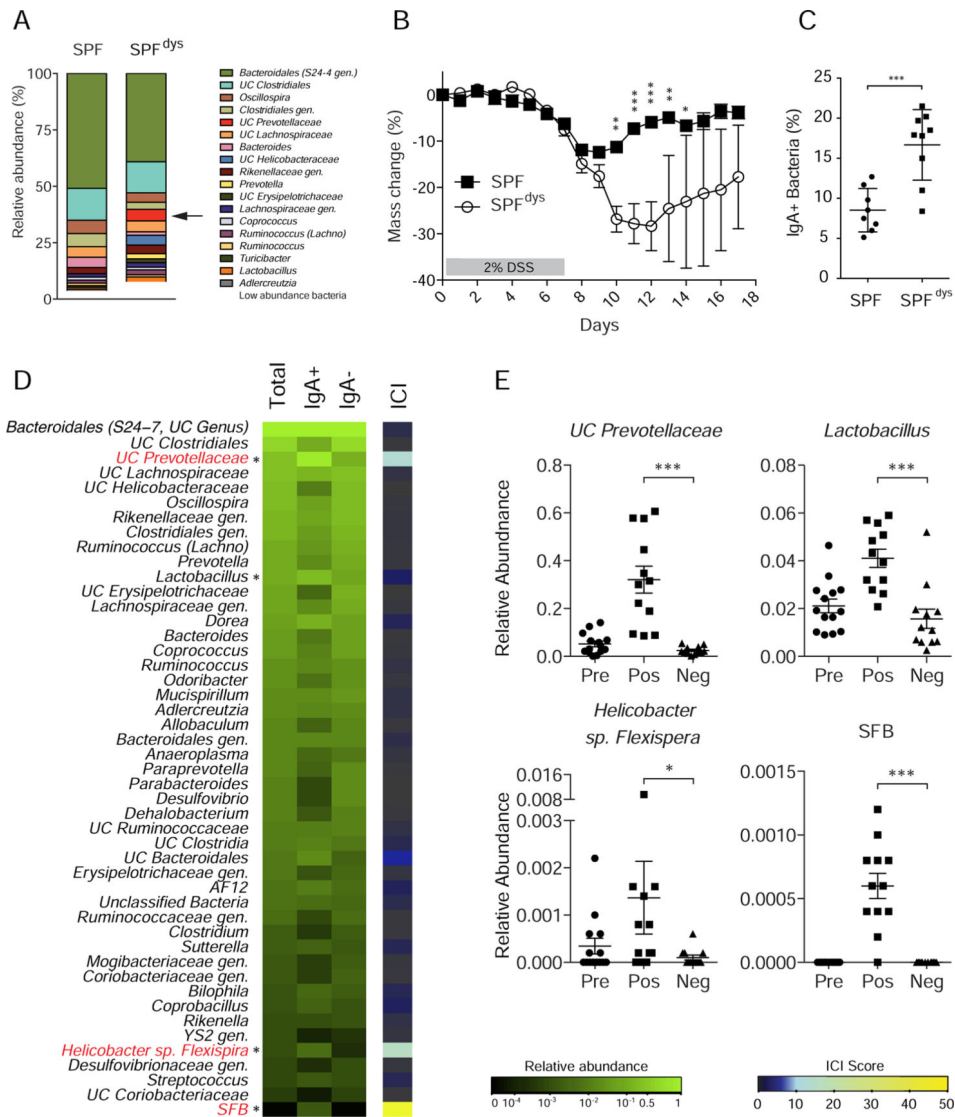 A
SPF
SPF dys
Relative abundance (%)
100
75
50
25
0
Bacteroidales (S24-4 gen.)
UC Clostridiales
Oscillospira
Clostridiales gen.
UC Prevotellaceae
UC Lachnospiraceae
Bacteroides
UC Helicobacteraceae
Rikenellaceae gen.
Prevotella
UC Erysipelotrichaceae
Lachnospiraceae gen.
Coprococcus
Ruminococcus (Lachno)
Ruminococcus
Turicibacter
Lactobacillus
Adlercreutzia
Low abundance bacteria
B
Mass change (%)
10
0
-10
-20
-30
-40
** *** *** ** *
SPF
SPF dys
2% DSS
0 2 4 6 8 10 12 14 16 18
Days
C
IgA+ Bacteria (%)
25
20
15
10
5
0
***
SPF SPF dys
D
Total IgA+ IgA- ICI
Bacteroidales (S24-7, UC Genus)
UC Clostridiales
UC Prevotellaceae *
UC Lachnospiraceae
UC Helicobacteraceae
Oscillospira
Rikenellaceae gen.
Clostridiales gen.
Ruminococcus (Lachno)
Prevotella
Lactobacillus *
UC Erysipelotrichaceae
Lachnospiraceae gen.
Dorea
Bacteroides
Coprococcus
Ruminococcus
Odoribacter
Mucispirillum
Adlercreutzia
Allobaculum
Bacteroidales gen.
Anaeroplasma
Paraprevotella
Parabacteroides
Desulfovibrio
Dehalobacterium
UC Ruminococcaceae
UC Clostridia
UC Bacteroidales
Erysipelotrichaceae gen.
AF12
Unclassified Bacteria
Ruminococcaceae gen.
Clostridium
Sutterella
Mogibacteriaceae gen.
Coriobacteriaceae gen.
Bilophila
Coprobacillus
Rikenella
YS2 gen.
Helicobacter sp. Flexispira *
Desulfovibrionaceae gen.
Streptococcus
UC Coriobacteriaceae
SFB *
E
UC Prevotellaceae
Relative Abundance
0.8
0.6
0.4
0.2
0.0
***
Pre Pos Neg
Lactobacillus
0.08
0.06
0.04
0.02
0.00
***
Pre Pos Neg
Helicobacter
sp. Flexispera
Relative Abundance
0.016
0.008
0.003
0.002
0.001
0.000
*
Pre Pos Neg
SFB
0.0015
0.0010
0.0005
0.0000
***
Pre Pos Neg
Relative abundance
0 10-4 10-3 10-2 10-1 0.5 1
ICI Score
0 10 20 30 40 50